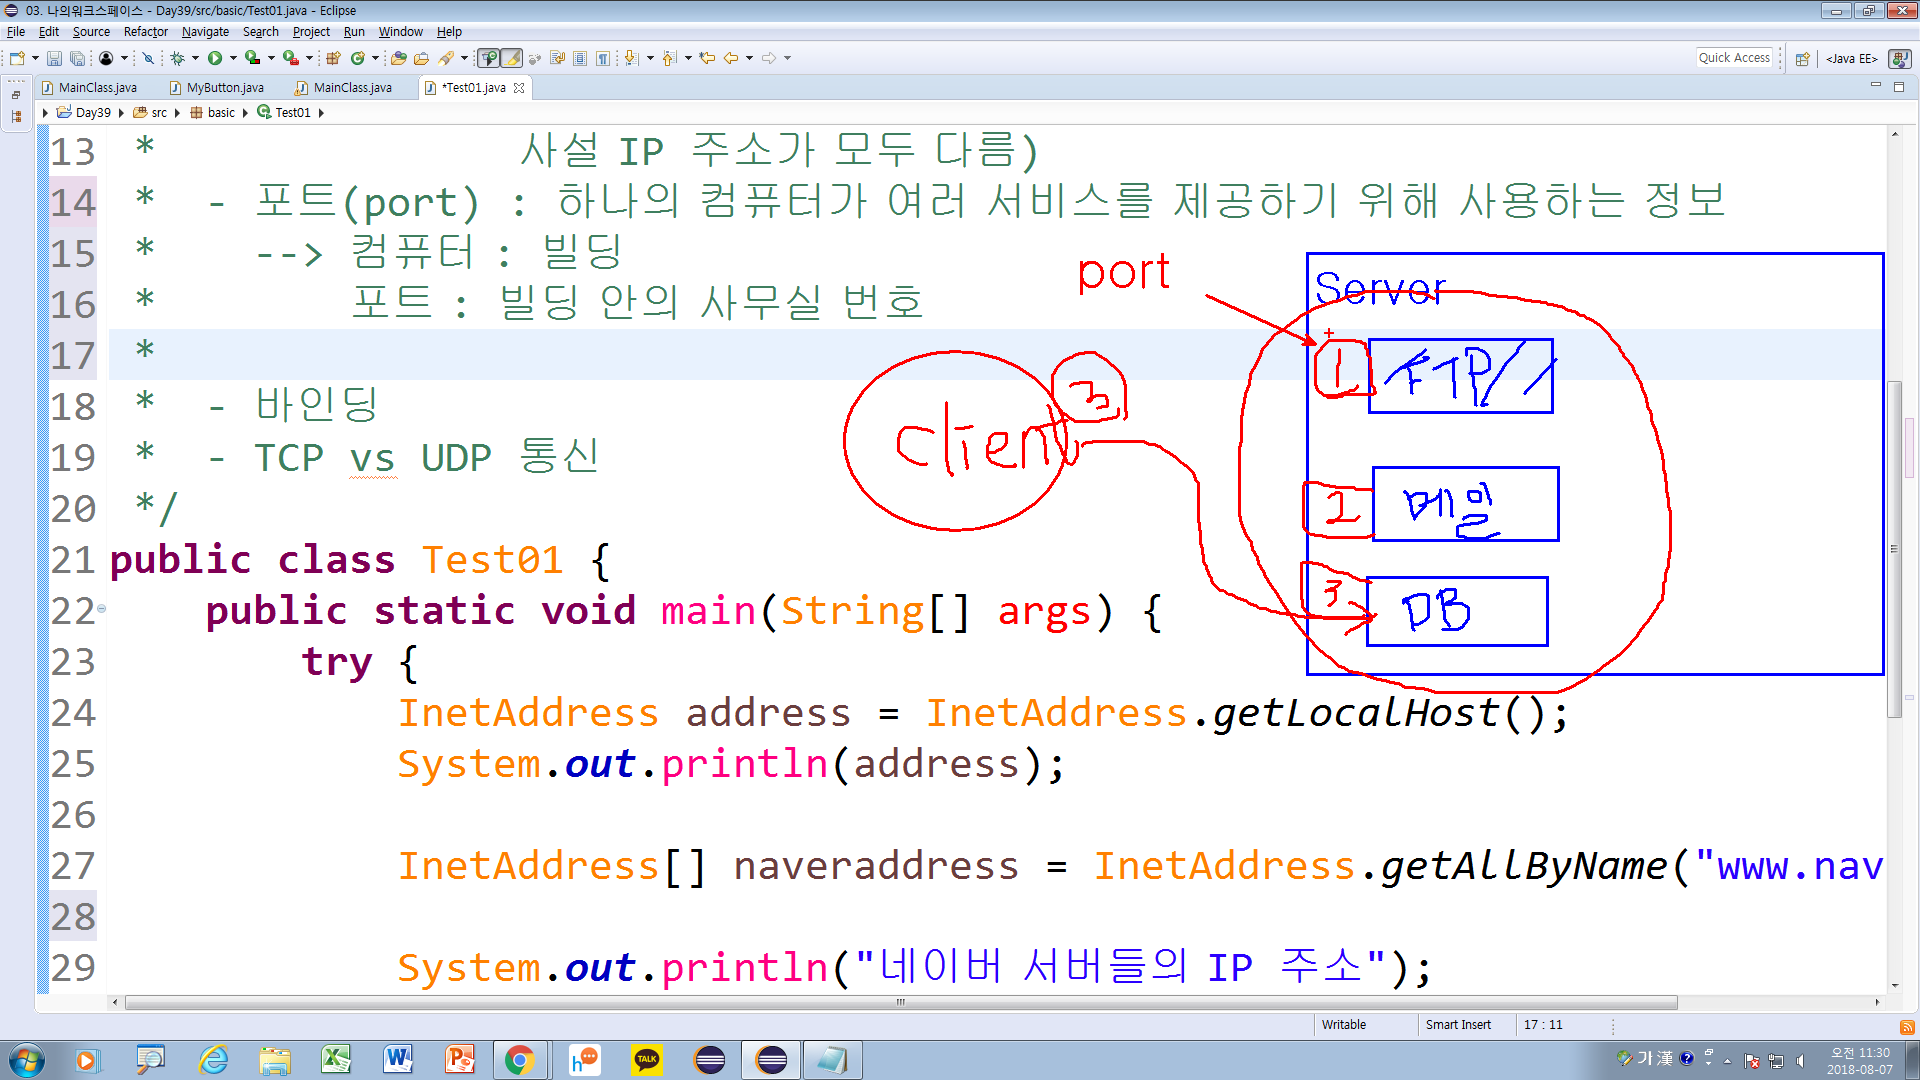 03. 나의워크스페이스 - Day39/src/basic/Test01.java - Eclipse
File Edit Source Refactor Navigate Search Project Run Window Help
Quick Access
<Java EE>
MainClass.java MyButton.java MainClass.java *Test01.java
Day39 src basic Test01
13 * 사설 IP 주소가 모두 다름)
14 * - 포트(port) : 하나의 컴퓨터가 여러 서비스를 제공하기 위해 사용하는 정보
15 * --> 컴퓨터 : 빌딩
16 * 포트 : 빌딩 안의 사무실 번호
17 *
18 * - 바인딩
19 * - TCP vs UDP 통신
20 */
21 public class Test01 {
22 public static void main(String[] args) {
23 try {
24 InetAddress address = InetAddress.getLocalHost();
25 System.out.println(address);
26
27 InetAddress[] naveraddress = InetAddress.getAllByName("www.nav
28
29 System.out.println("네이버 서버들의 IP 주소");
port
Server
1 FTP/
client 3
2 메일
3 DB
Writable Smart Insert 17 : 11
TALK
가 漢
오전 11:30
2018-08-07